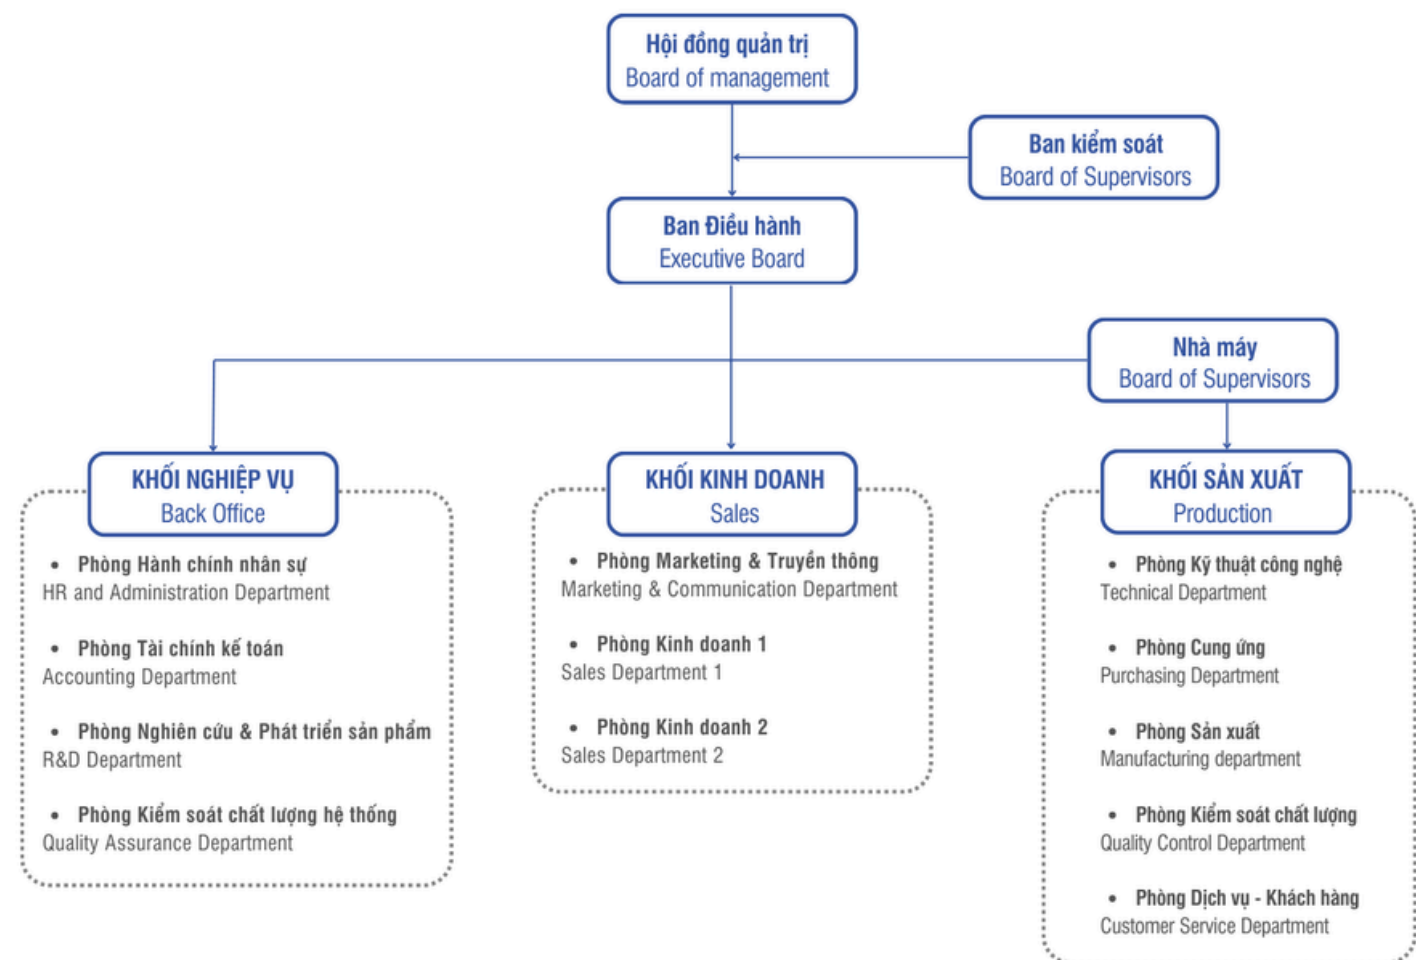 Hội đồng quản trị
Board of management
Ban kiểm soát
Board of Supervisors
Ban Điều hành
Executive Board
Nhà máy
Board of Supervisors
KHỐI NGHIỆP VỤ
Back Office
• Phòng Hành chính nhân sự
HR and Administration Department
• Phòng Tài chính kế toán
Accounting Department
• Phòng Nghiên cứu & Phát triển sản phẩm
R&D Department
• Phòng Kiểm soát chất lượng hệ thống
Quality Assurance Department
KHỐI KINH DOANH
Sales
• Phòng Marketing & Truyền thông
Marketing & Communication Department
• Phòng Kinh doanh 1
Sales Department 1
• Phòng Kinh doanh 2
Sales Department 2
KHỐI SẢN XUẤT
Production
• Phòng Kỹ thuật công nghệ
Technical Department
• Phòng Cung ứng
Purchasing Department
• Phòng Sản xuất
Manufacturing department
• Phòng Kiểm soát chất lượng
Quality Control Department
• Phòng Dịch vụ - Khách hàng
Customer Service Department